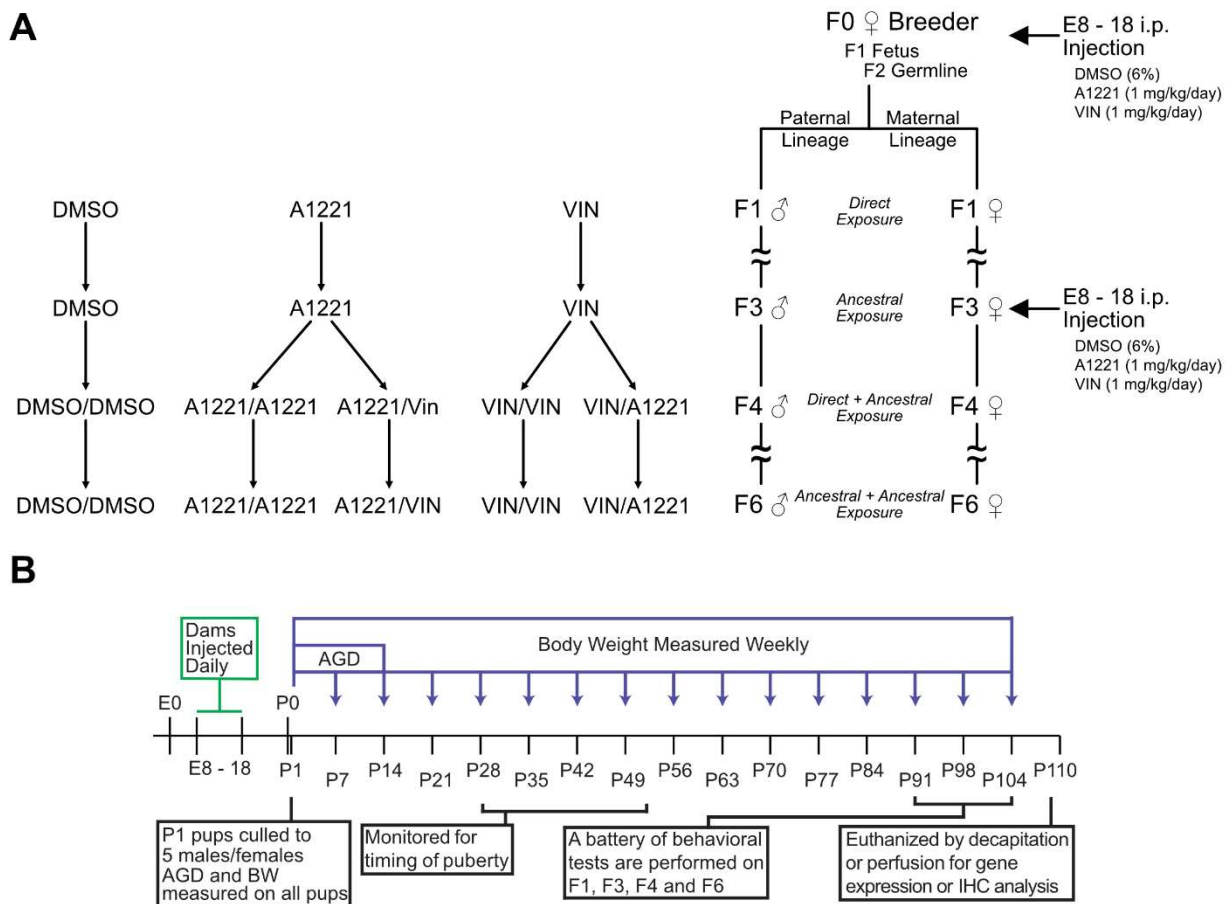 A
F0 ♀ Breeder
F1 Fetus
F2 Germline
E8 - 18 i.p.
Injection
DMSO (6%)
A1221 (1 mg/kg/day)
VIN (1 mg/kg/day)
Paternal
Lineage
Maternal
Lineage
DMSO
A1221
VIN
F1 ♂
Direct
Exposure
F1 ♀
DMSO
A1221
VIN
F3 ♂
Ancestral
Exposure
F3 ♀
E8 - 18 i.p.
Injection
DMSO (6%)
A1221 (1 mg/kg/day)
VIN (1 mg/kg/day)
DMSO/DMSO
A1221/A1221
A1221/Vin
VIN/VIN
VIN/A1221
F4 ♂
Direct + Ancestral
Exposure
F4 ♀
DMSO/DMSO
A1221/A1221
A1221/VIN
VIN/VIN
VIN/A1221
F6 ♂
Ancestral + Ancestral
Exposure
F6 ♀
B
Dams
Injected
Daily
Body Weight Measured Weekly
AGD
E0
P0
E8 - 18
P1
P7
P14
P21
P28
P35
P42
P49
P56
P63
P70
P77
P84
P91
P98
P104
P110
P1 pups culled to
5 males/females
AGD and BW
measured on all pups
Monitored for
timing of puberty
A battery of behavioral
tests are performed on
F1, F3, F4 and F6
Euthanized by decapitation
or perfusion for gene
expression or IHC analysis